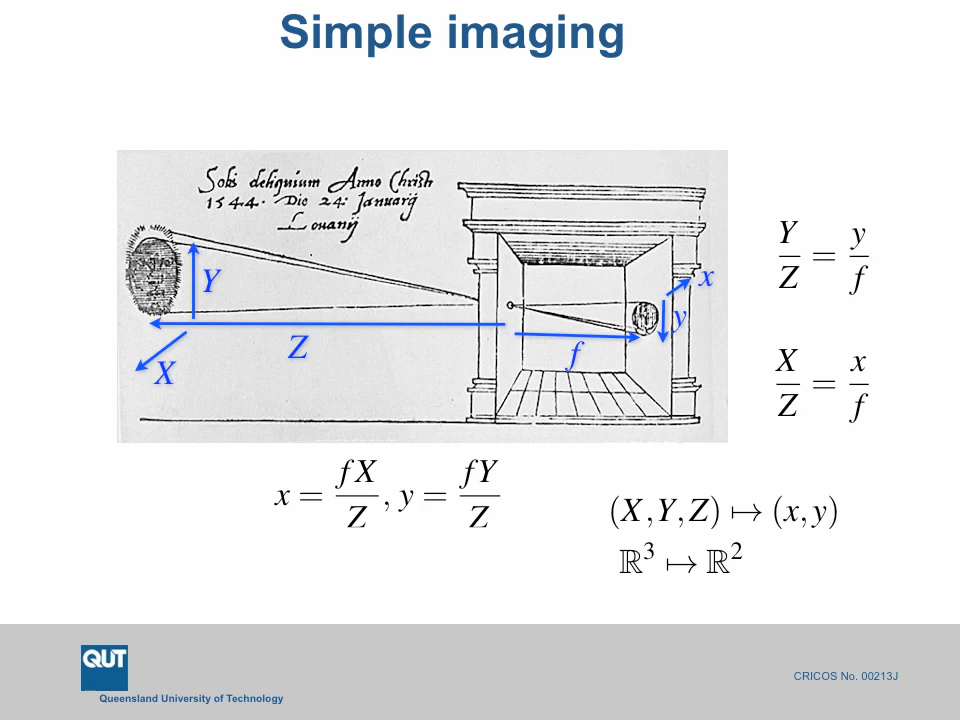 Simple imaging
Solis deliquium Anno Christi
1544. Die 24: Januarij
Louanij
Y
Z
X
f
x
y
Y/Z = y/f
X/Z = x/f
x = fX/Z, y = fY/Z
(X,Y,Z) ↦ (x,y)
ℝ³ ↦ ℝ²
QUT
Queensland University of Technology
CRICOS No. 00213J